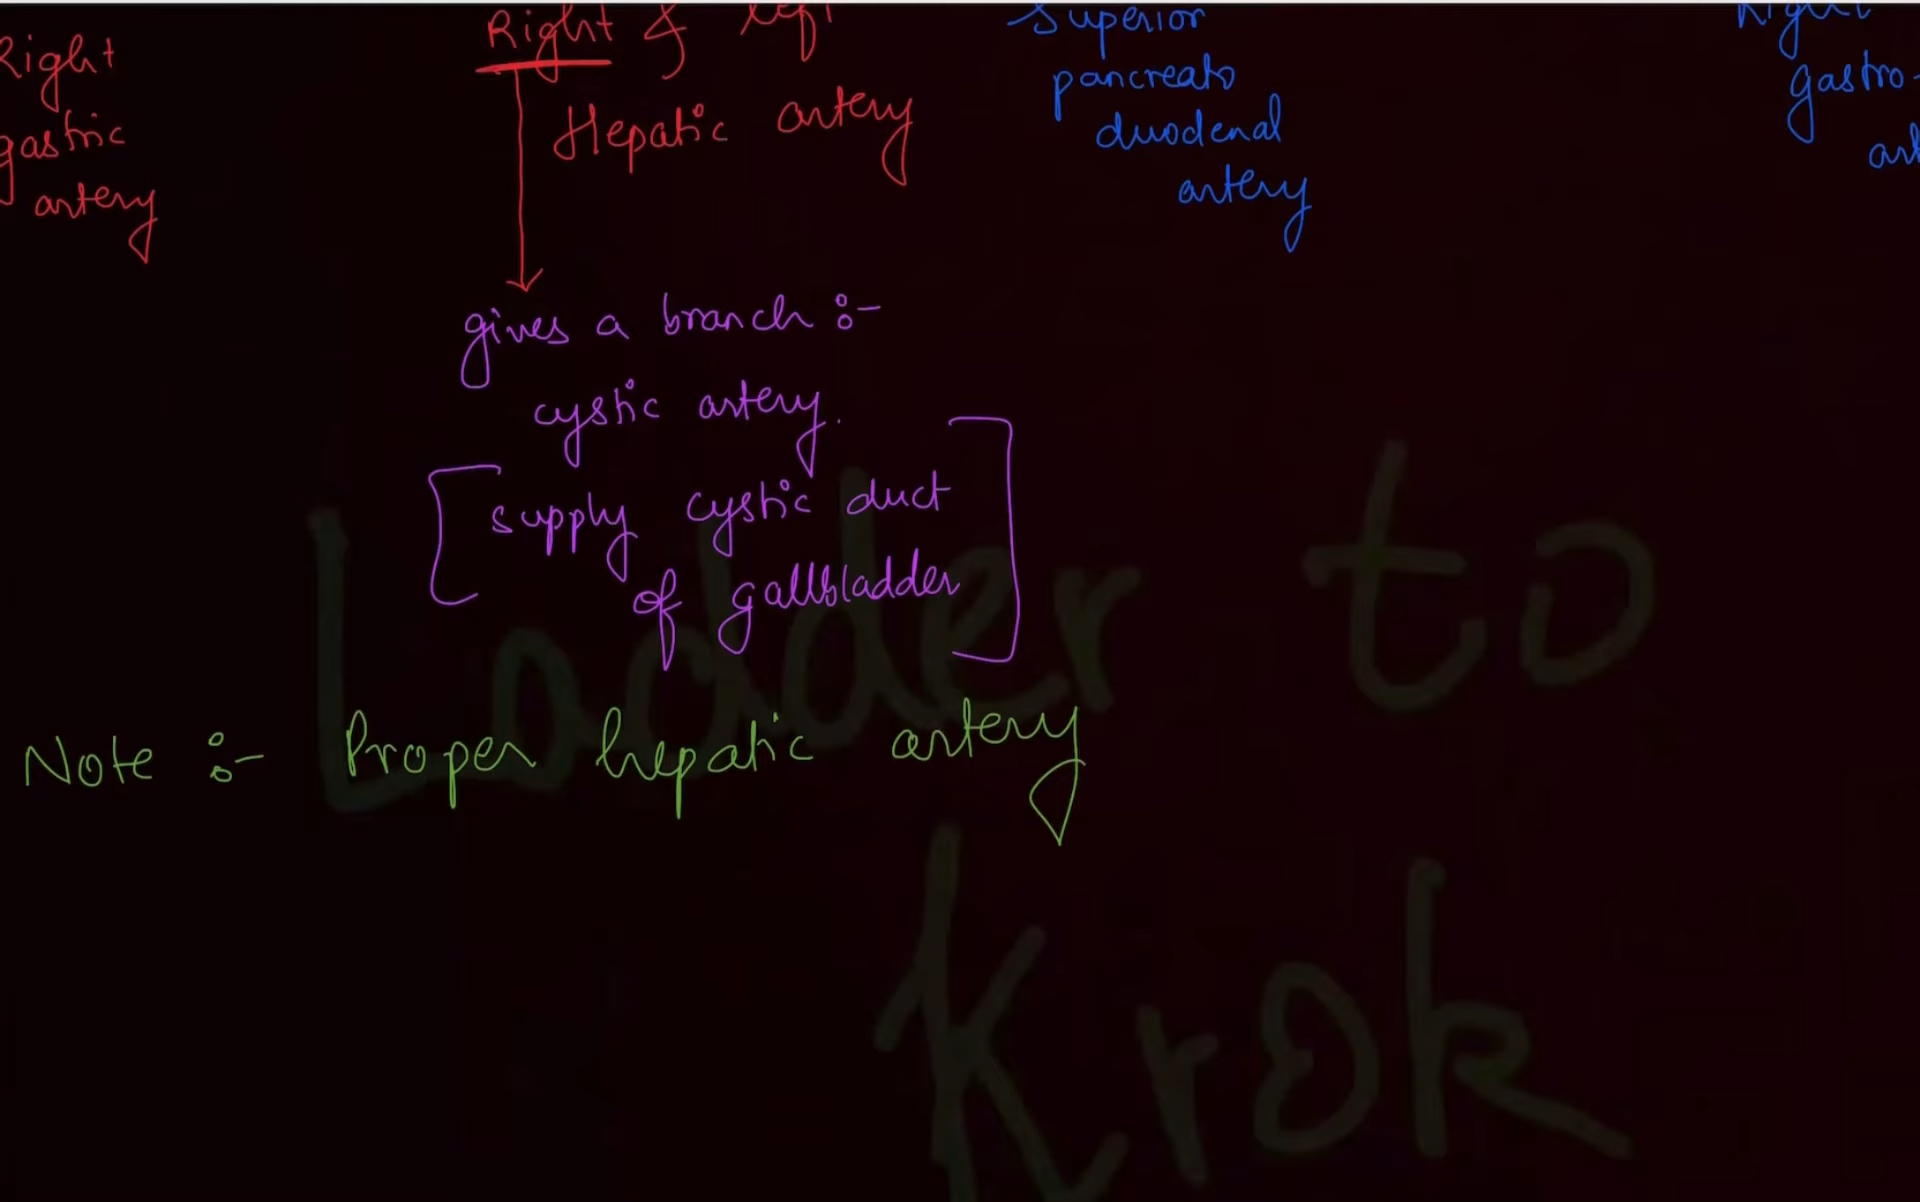 Right
gastric
artery
Right & left
Hepatic artery
Superior
pancreato
duodenal
artery
Right
gastro-
gives a branch :-
cystic artery.
[supply cystic duct
of gallbladder]
Note :- Proper hepatic artery
Ladder to
Krok